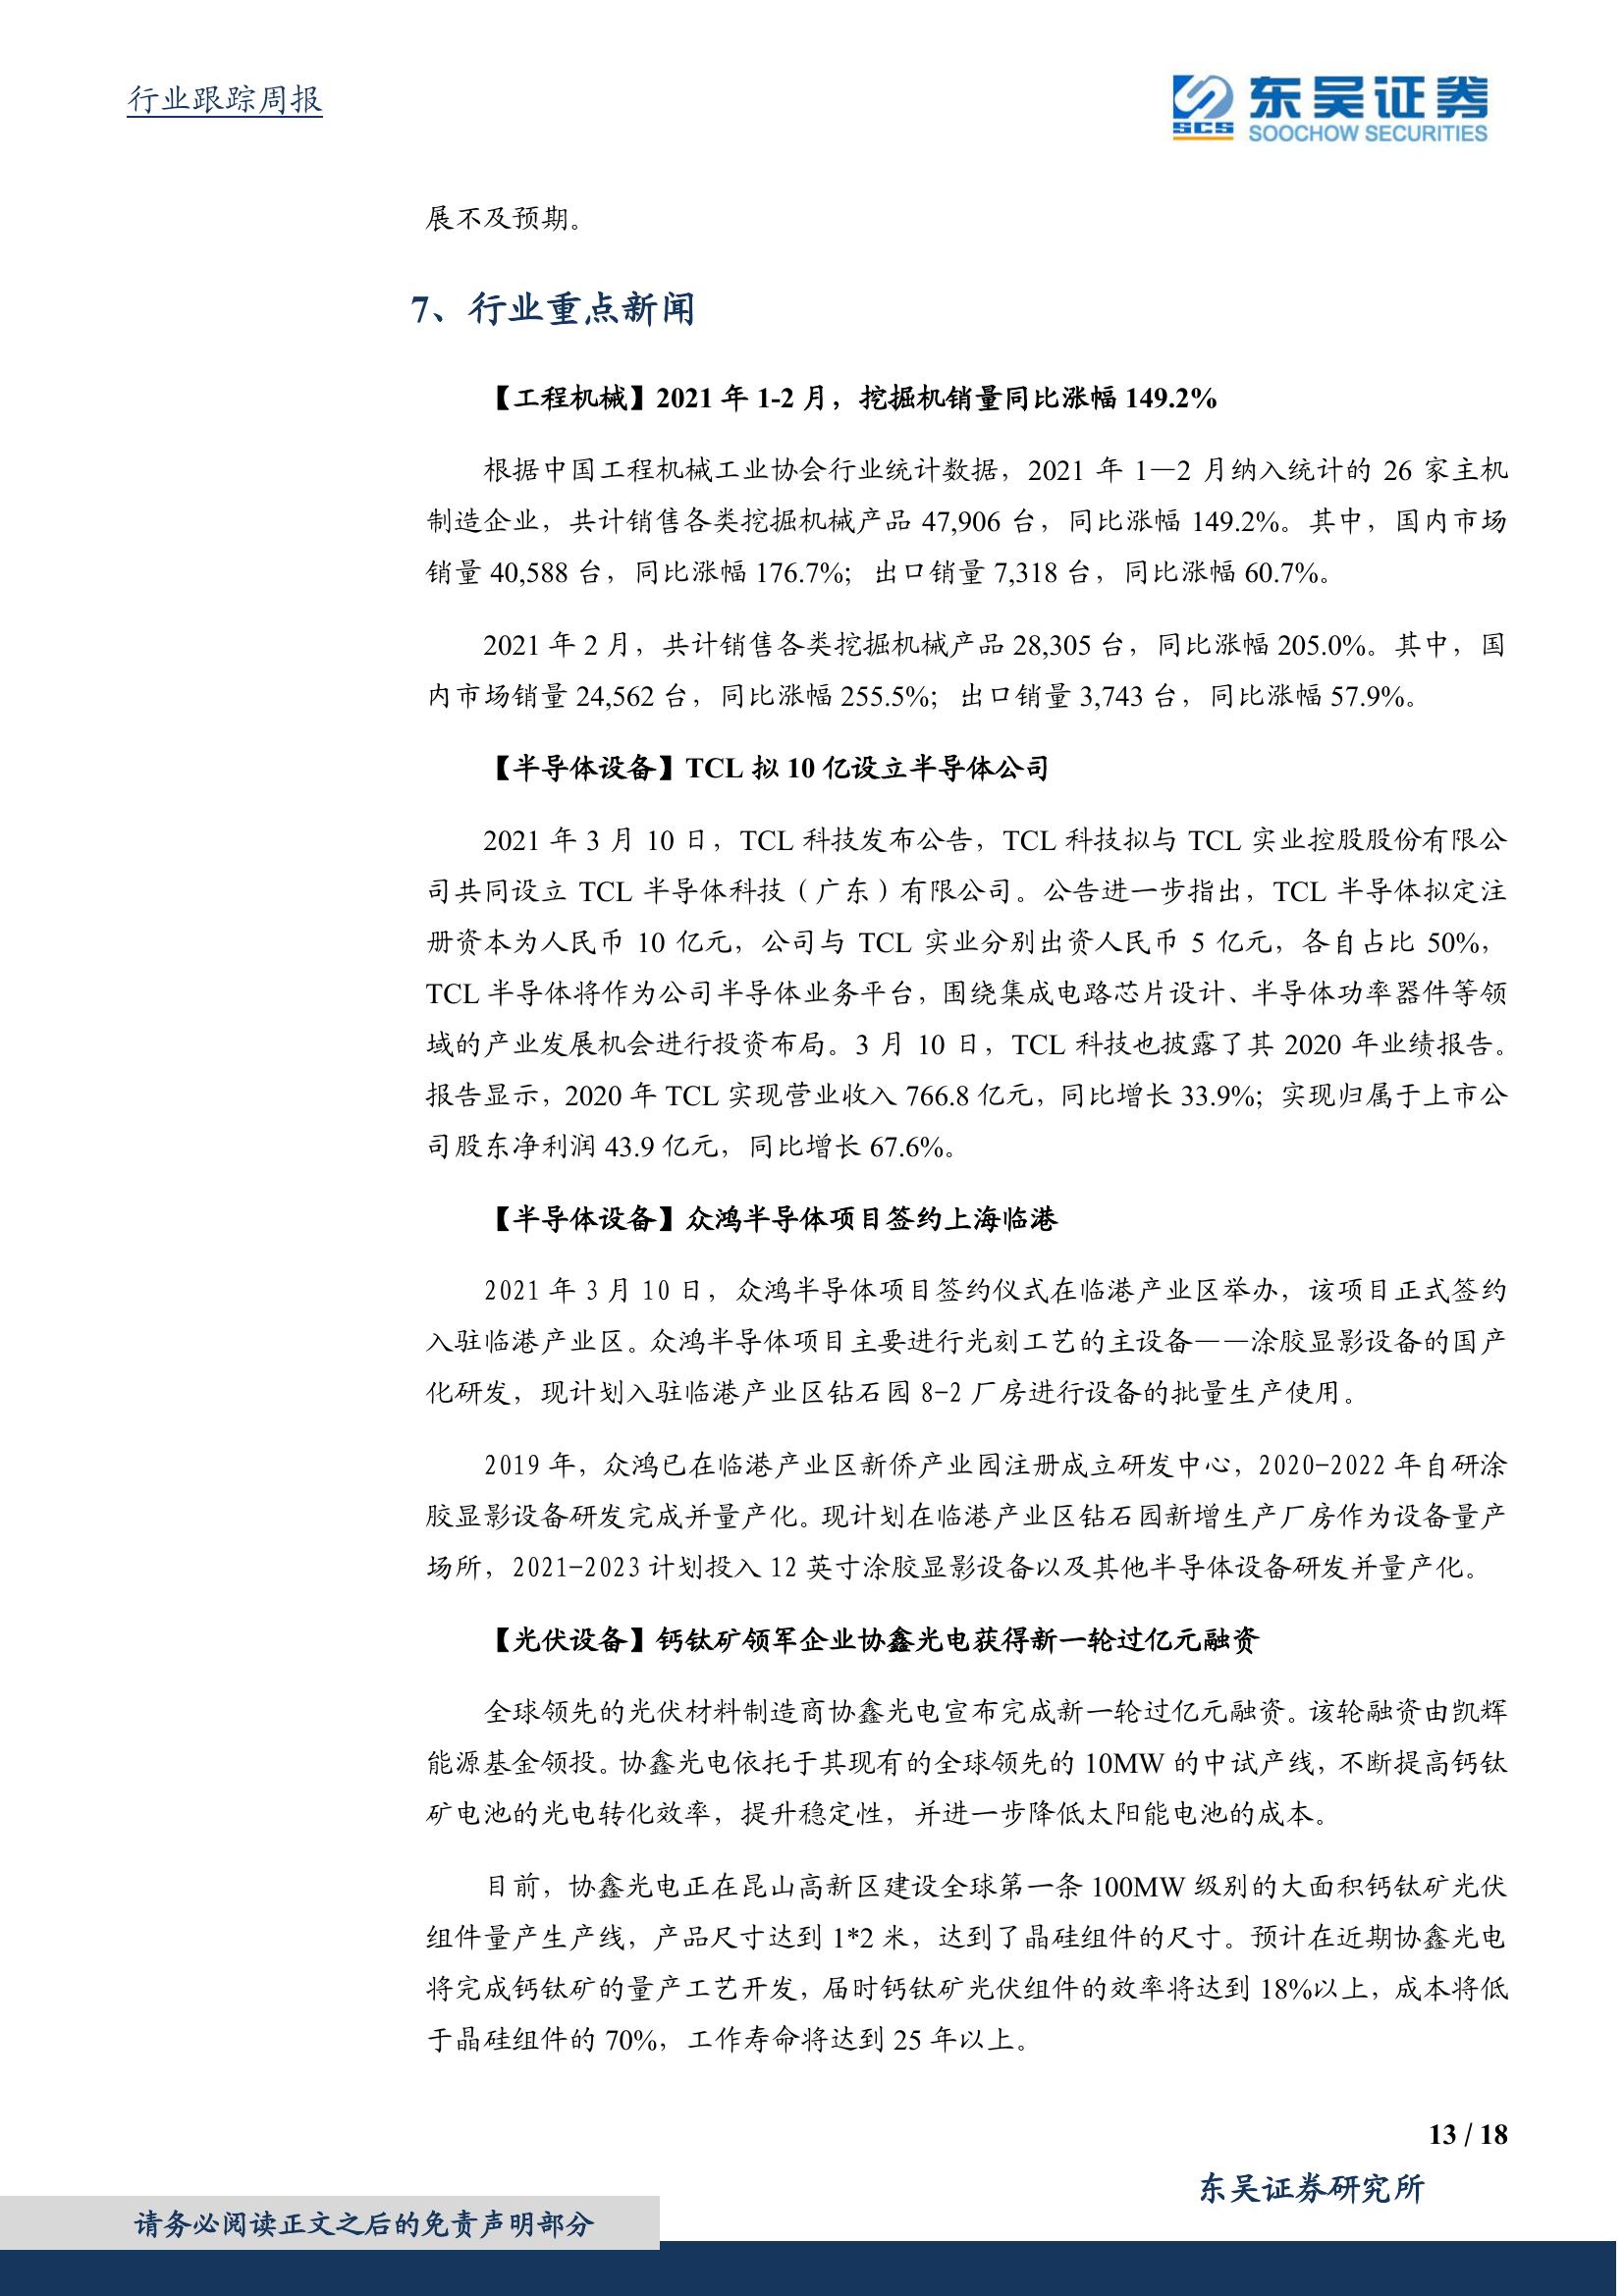 行业跟踪周报
SCS
东吴证券
SOOCHOW SECURITIES
展不及预期。
7、行业重点新闻
【工程机械】2021 年 1-2 月，挖掘机销量同比涨幅 149.2%
根据中国工程机械工业协会行业统计数据，2021 年 1—2 月纳入统计的 26 家主机
制造企业，共计销售各类挖掘机械产品 47,906 台，同比涨幅 149.2%。其中，国内市场
销量 40,588 台，同比涨幅 176.7%；出口销量 7,318 台，同比涨幅 60.7%。
2021 年 2 月，共计销售各类挖掘机械产品 28,305 台，同比涨幅 205.0%。其中，国
内市场销量 24,562 台，同比涨幅 255.5%；出口销量 3,743 台，同比涨幅 57.9%。
【半导体设备】TCL 拟 10 亿设立半导体公司
2021 年 3 月 10 日，TCL 科技发布公告，TCL 科技拟与 TCL 实业控股股份有限公
司共同设立 TCL 半导体科技（广东）有限公司。公告进一步指出，TCL 半导体拟定注
册资本为人民币 10 亿元，公司与 TCL 实业分别出资人民币 5 亿元，各自占比 50%，
TCL 半导体将作为公司半导体业务平台，围绕集成电路芯片设计、半导体功率器件等领
域的产业发展机会进行投资布局。3 月 10 日，TCL 科技也披露了其 2020 年业绩报告。
报告显示，2020 年 TCL 实现营业收入 766.8 亿元，同比增长 33.9%；实现归属于上市公
司股东净利润 43.9 亿元，同比增长 67.6%。
【半导体设备】众鸿半导体项目签约上海临港
2021 年 3 月 10 日，众鸿半导体项目签约仪式在临港产业区举办，该项目正式签约
入驻临港产业区。众鸿半导体项目主要进行光刻工艺的主设备——涂胶显影设备的国产
化研发，现计划入驻临港产业区钻石园 8-2 厂房进行设备的批量生产使用。
2019 年，众鸿已在临港产业区新侨产业园注册成立研发中心，2020-2022 年自研涂
胶显影设备研发完成并量产化。现计划在临港产业区钻石园新增生产厂房作为设备量产
场所，2021-2023 计划投入 12 英寸涂胶显影设备以及其他半导体设备研发并量产化。
【光伏设备】钙钛矿领军企业协鑫光电获得新一轮过亿元融资
全球领先的光伏材料制造商协鑫光电宣布完成新一轮过亿元融资。该轮融资由凯辉
能源基金领投。协鑫光电依托于其现有的全球领先的 10MW 的中试产线，不断提高钙钛
矿电池的光电转化效率，提升稳定性，并进一步降低太阳能电池的成本。
目前，协鑫光电正在昆山高新区建设全球第一条 100MW 级别的大面积钙钛矿光伏
组件量产生产线，产品尺寸达到 1*2 米，达到了晶硅组件的尺寸。预计在近期协鑫光电
将完成钙钛矿的量产工艺开发，届时钙钛矿光伏组件的效率将达到 18%以上，成本将低
于晶硅组件的 70%，工作寿命将达到 25 年以上。
13 / 18
东吴证券研究所
请务必阅读正文之后的免责声明部分